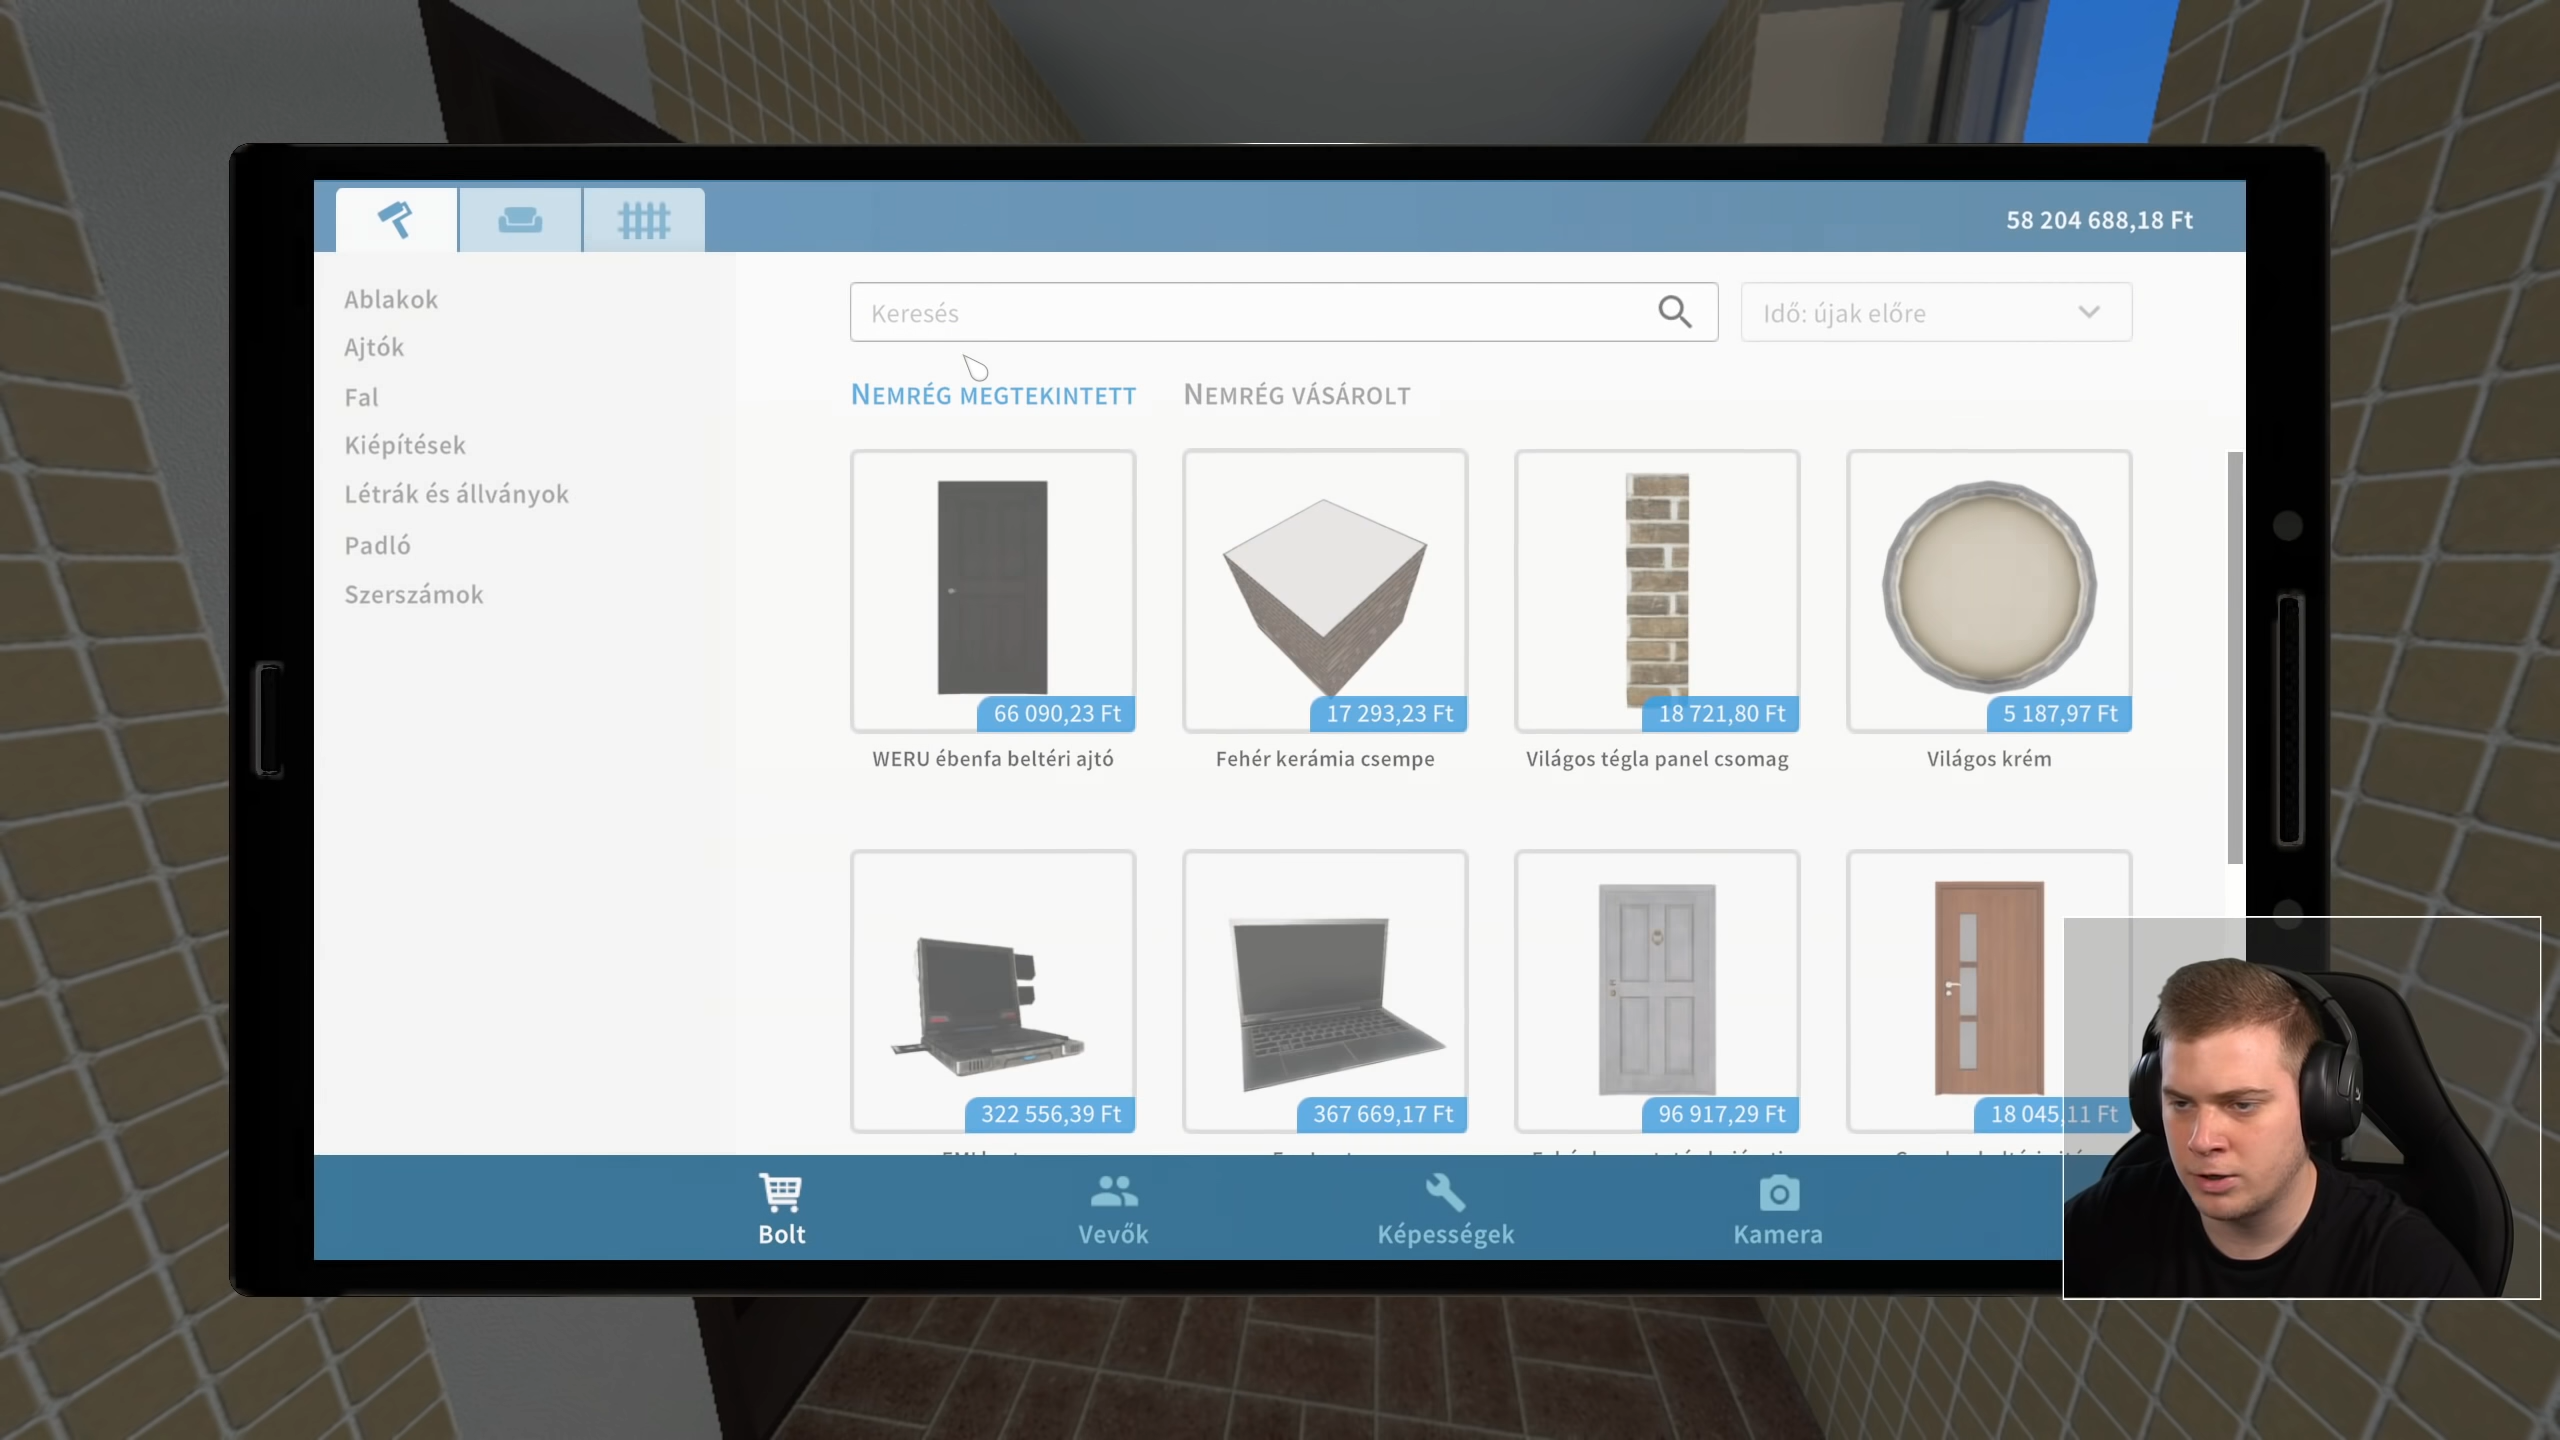 58 204 688,18 Ft
Ablakok
Ajtók
Fal
Kiépítések
Létrák és állványok
Padló
Szerszámok
Keresés
Idő: újak előre
NEMRÉG MEGTEKINTETT
NEMRÉG VÁSÁROLT
66 090,23 Ft
17 293,23 Ft
18 721,80 Ft
5 187,97 Ft
WERU ébenfa beltéri ajtó
Fehér kerámia csempe
Világos tégla panel csomag
Világos krém
322 556,39 Ft
367 669,17 Ft
96 917,29 Ft
18 045,11 Ft
Bolt
Vevők
Képességek
Kamera